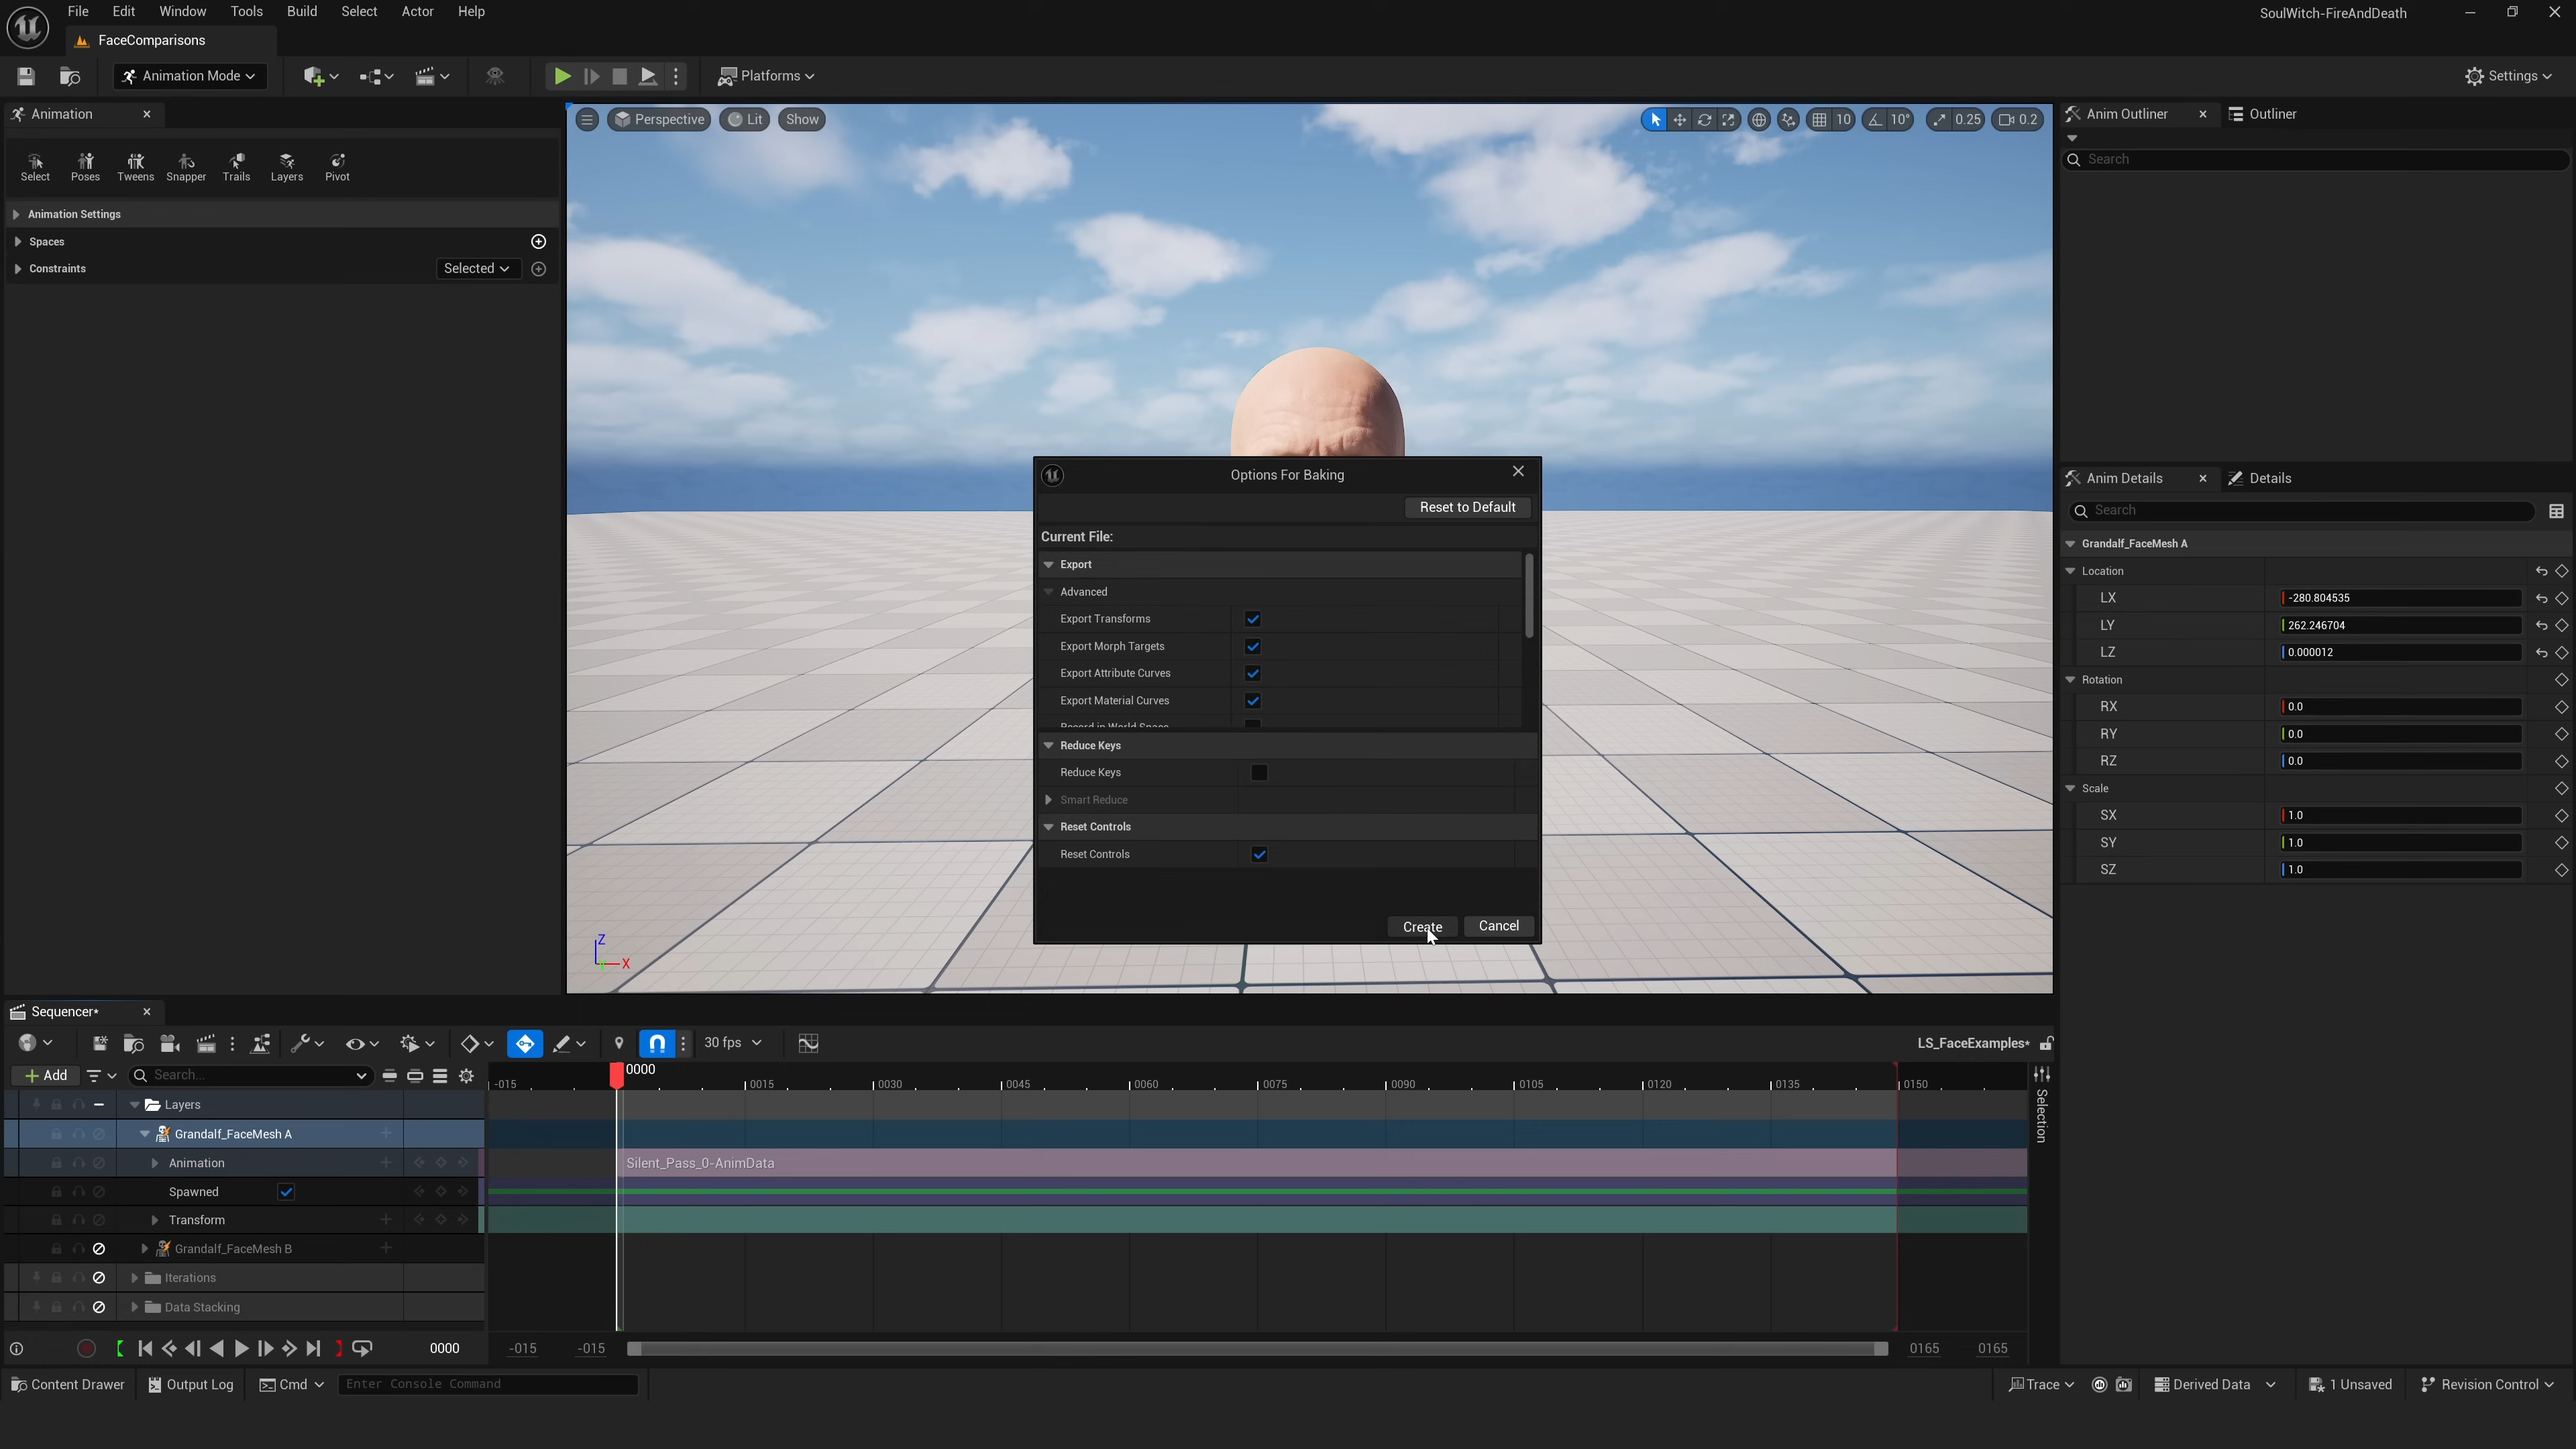 File Edit Window Tools Build Select Actor Help
SoulWitch-FireAndDeath
FaceComparisons
Animation Mode
Platforms
Settings
Animation
Select Poses Tweens Snapper Trails Layers Pivot
Animation Settings
Spaces
Constraints Selected
Perspective Lit Show
10 10° 0.25 0.2
Anim Outliner Outliner
Search
Options For Baking
Reset to Default
Current File:
Export
Advanced
Export Transforms
Export Morph Targets
Export Attribute Curves
Export Material Curves
Record in World Space
Reduce Keys
Reduce Keys
Smart Reduce
Reset Controls
Reset Controls
Create Cancel
Z
Y X
Anim Details Details
Search
Grandalf_FaceMesh A
Location
LX -280.804535
LY 262.246704
LZ 0.000012
Rotation
RX 0.0
RY 0.0
RZ 0.0
Scale
SX 1.0
SY 1.0
SZ 1.0
Sequencer*
30 fps
LS_FaceExamples*
Add Search...
0000
-015 0015 0030 0045 0060 0075 0090 0105 0120 0135 0150
Selection
Layers
Grandalf_FaceMesh A
Animation
Silent_Pass_0-AnimData
Spawned
Transform
Grandalf_FaceMesh B
Iterations
Data Stacking
0000 -015 -015 0165 0165
Content Drawer Output Log Cmd Enter Console Command
Trace Derived Data 1 Unsaved Revision Control